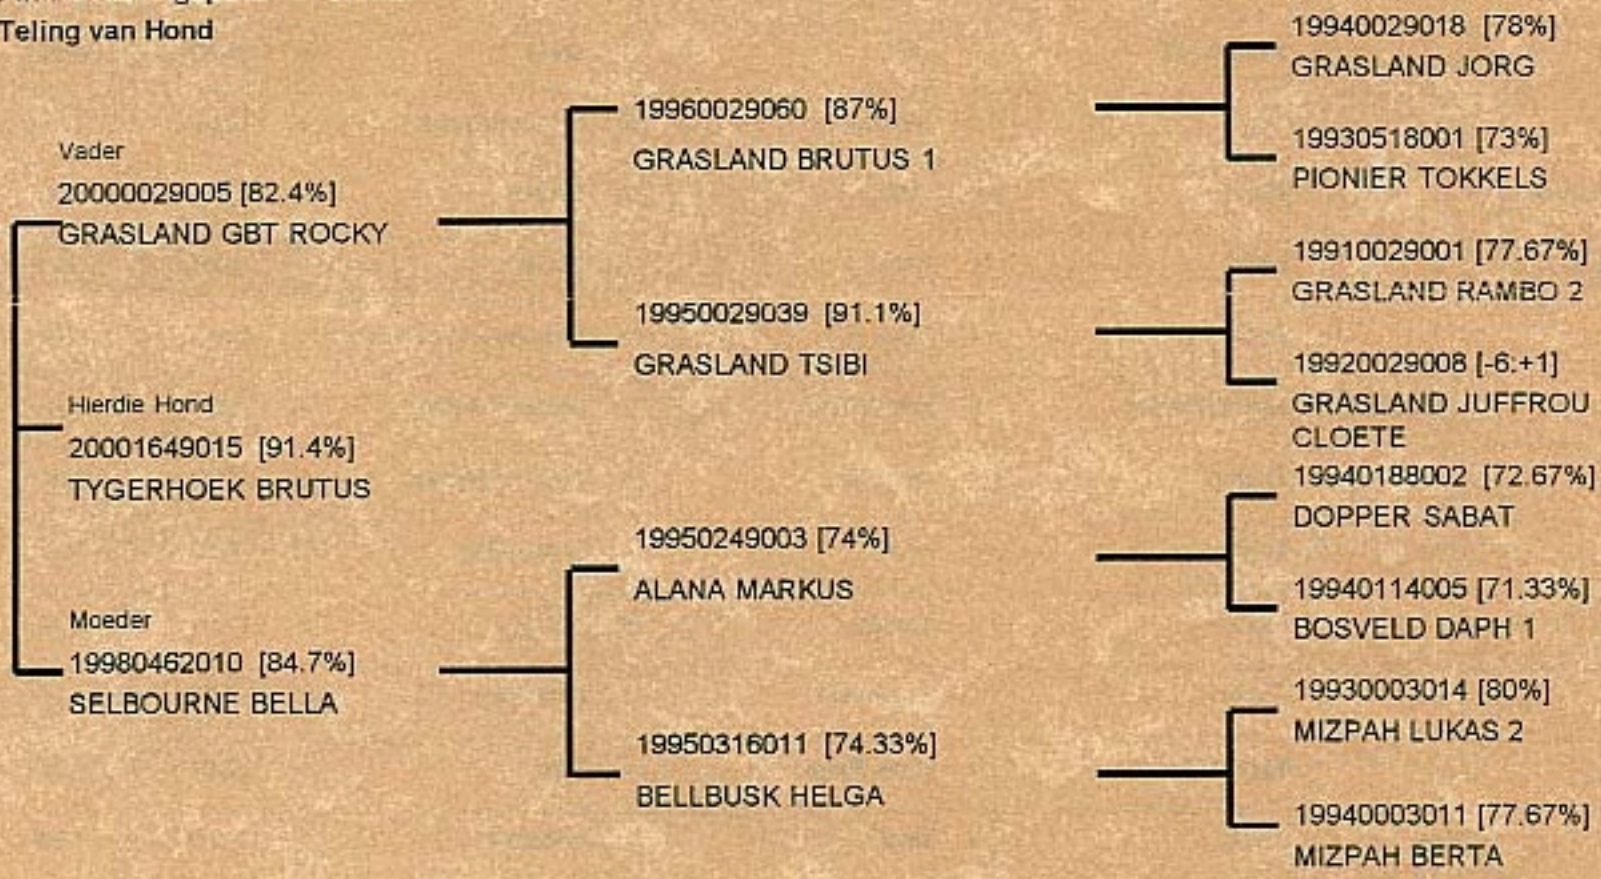 Teling van Hond
Vader
20000029005 [82.4%]
GRASLAND GBT ROCKY
Hierdie Hond
20001649015 [91.4%]
TYGERHOEK BRUTUS
Moeder
19980462010 [84.7%]
SELBOURNE BELLA
19960029060 [87%]
GRASLAND BRUTUS 1
19950029039 [91.1%]
GRASLAND TSIBI
19950249003 [74%]
ALANA MARKUS
19950316011 [74.33%]
BELLBUSK HELGA
19940029018 [78%]
GRASLAND JORG
19930518001 [73%]
PIONIER TOKKELS
19910029001 [77.67%]
GRASLAND RAMBO 2
19920029008 [-6;+1]
GRASLAND JUFFROU
CLOETE
19940188002 [72.67%]
DOPPER SABAT
19940114005 [71.33%]
BOSVELD DAPH 1
19930003014 [80%]
MIZPAH LUKAS 2
19940003011 [77.67%]
MIZPAH BERTA